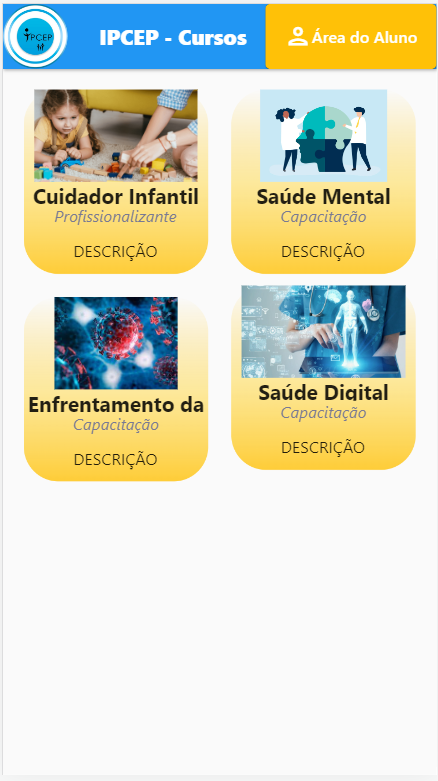 IPCEP
IPCEP - Cursos
Área do Aluno
Cuidador Infantil
Profissionalizante
DESCRIÇÃO
Saúde Mental
Capacitação
DESCRIÇÃO
Enfrentamento da
Capacitação
DESCRIÇÃO
Saúde Digital
Capacitação
DESCRIÇÃO